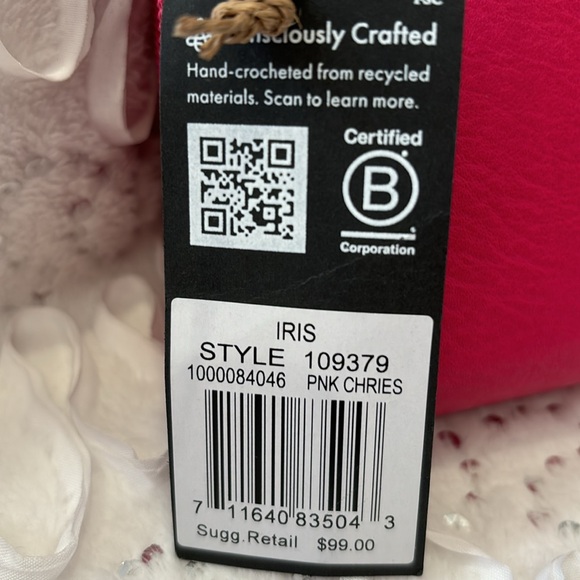 Crafted
Hand-crocheted from recycled
materials. Scan to learn more.
Certified
B
Corporation
IRIS
STYLE 109379
1000084046 PNK CHRIES
7 11640 83504 3
Sugg.Retail $99.00